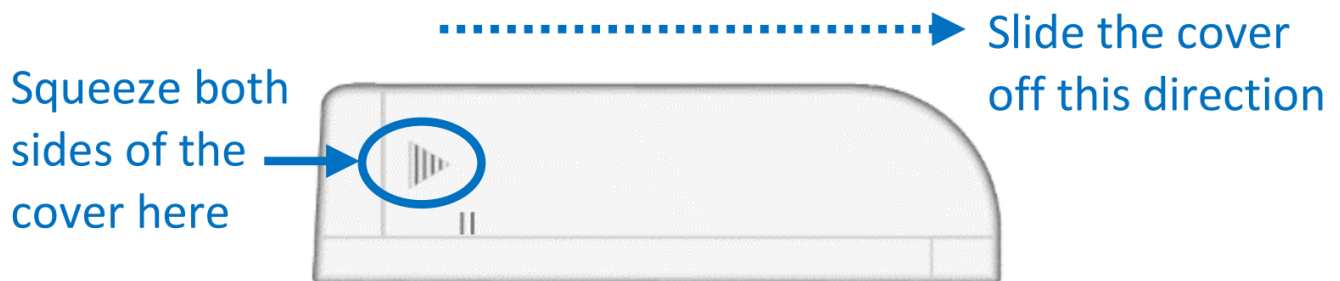 Slide the cover
off this direction
Squeeze both
sides of the
cover here